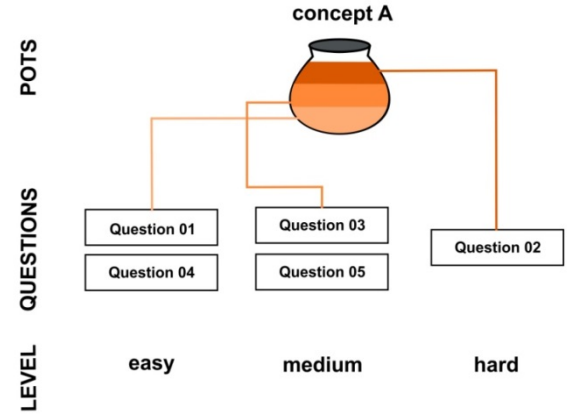 concept A
POTS
QUESTIONS
Question 01
Question 03
Question 02
Question 04
Question 05
LEVEL
easy
medium
hard